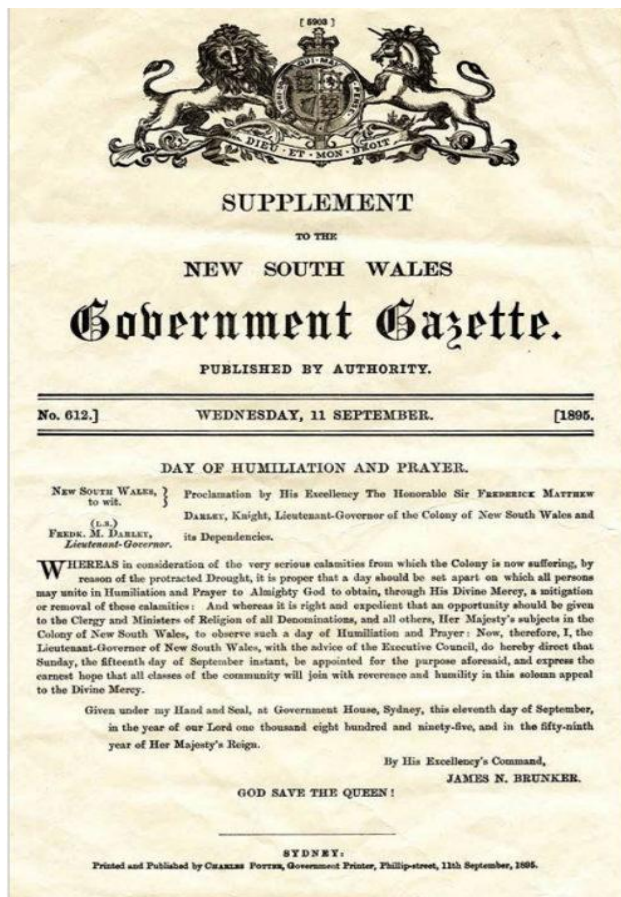 [ 5903 ]
QUI · MAL
DIEU · ET · MON · DROIT
SUPPLEMENT
TO THE
NEW SOUTH WALES
Government Gazette.
PUBLISHED BY AUTHORITY.
No. 612.] WEDNESDAY, 11 SEPTEMBER. [1895.
DAY OF HUMILIATION AND PRAYER.
NEW SOUTH WALES, } Proclamation by His Excellency The Honorable Sir FREDERICK MATTHEW
to wit.
DARLEY, Knight, Lieutenant-Governor of the Colony of New South Wales and
(L.S.)
FREDK. M. DARLEY, its Dependencies.
Lieutenant-Governor.
WHEREAS in consideration of the very serious calamities from which the Colony is now suffering, by
reason of the protracted Drought, it is proper that a day should be set apart on which all persons
may unite in Humiliation and Prayer to Almighty God to obtain, through His Divine Mercy, a mitigation
or removal of these calamities: And whereas it is right and expedient that an opportunity should be given
to the Clergy and Ministers of Religion of all Denominations, and all others, Her Majesty's subjects in the
Colony of New South Wales, to observe such a day of Humiliation and Prayer: Now, therefore, I, the
Lieutenant-Governor of New South Wales, with the advice of the Executive Council, do hereby direct that
Sunday, the fifteenth day of September instant, be appointed for the purpose aforesaid, and express the
earnest hope that all classes of the community will join with reverence and humility in this solemn appeal
to the Divine Mercy.
Given under my Hand and Seal, at Government House, Sydney, this eleventh day of September,
in the year of our Lord one thousand eight hundred and ninety-five, and in the fifty-ninth
year of Her Majesty's Reign.
By His Excellency's Command,
JAMES N. BRUNKER.
GOD SAVE THE QUEEN!
SYDNEY:
Printed and Published by CHARLES POTTER, Government Printer, Phillip-street, 11th September, 1895.